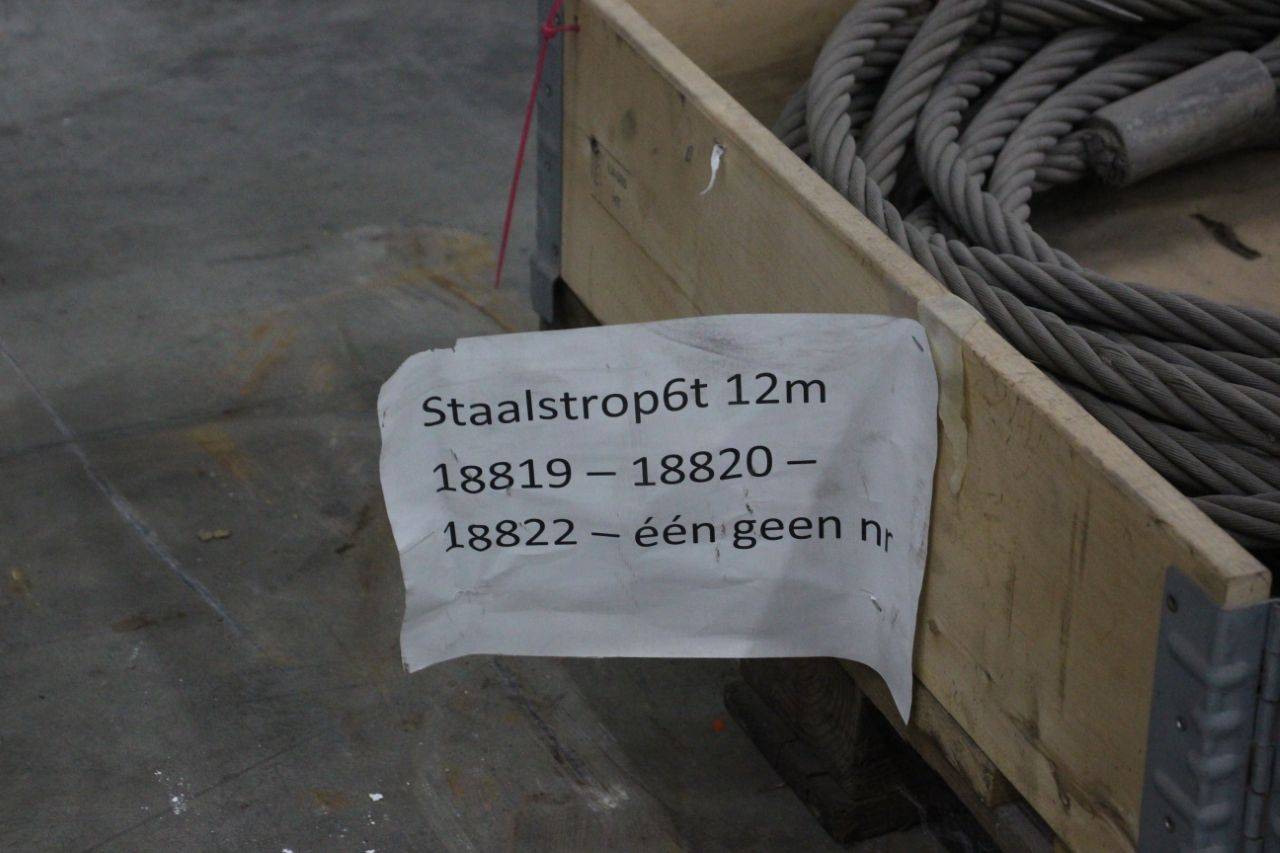 Staalstrop6t 12m
18819 – 18820 –
18822 – één geen nr